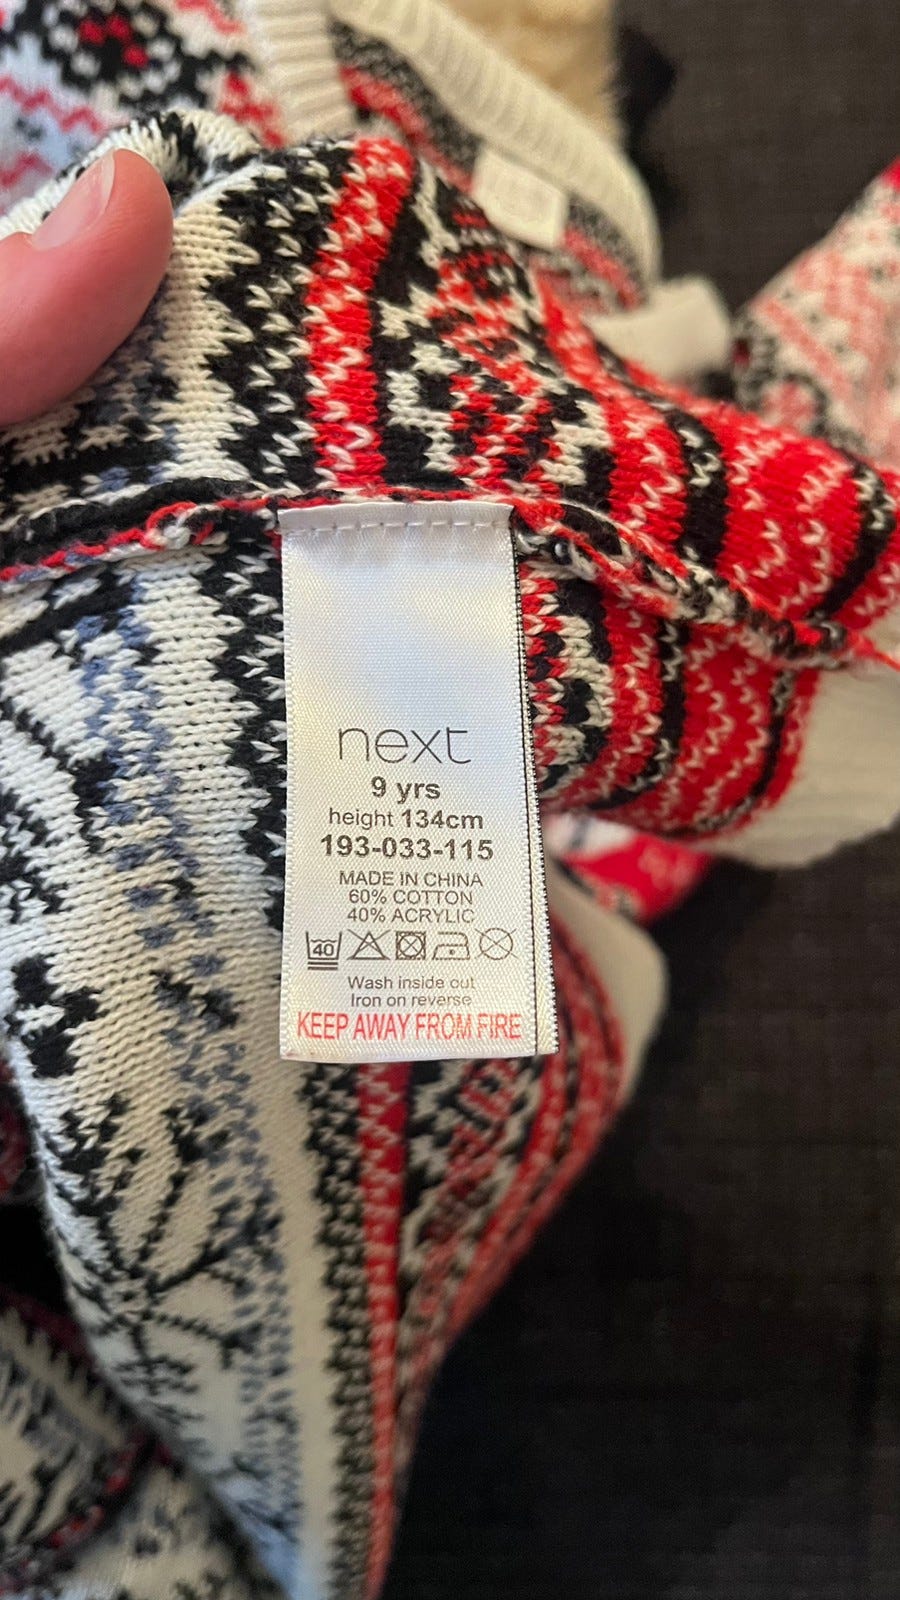 next
9 yrs
height 134cm
193-033-115
MADE IN CHINA
60% COTTON
40% ACRYLIC
40
Wash inside out
Iron on reverse
KEEP AWAY FROM FIRE